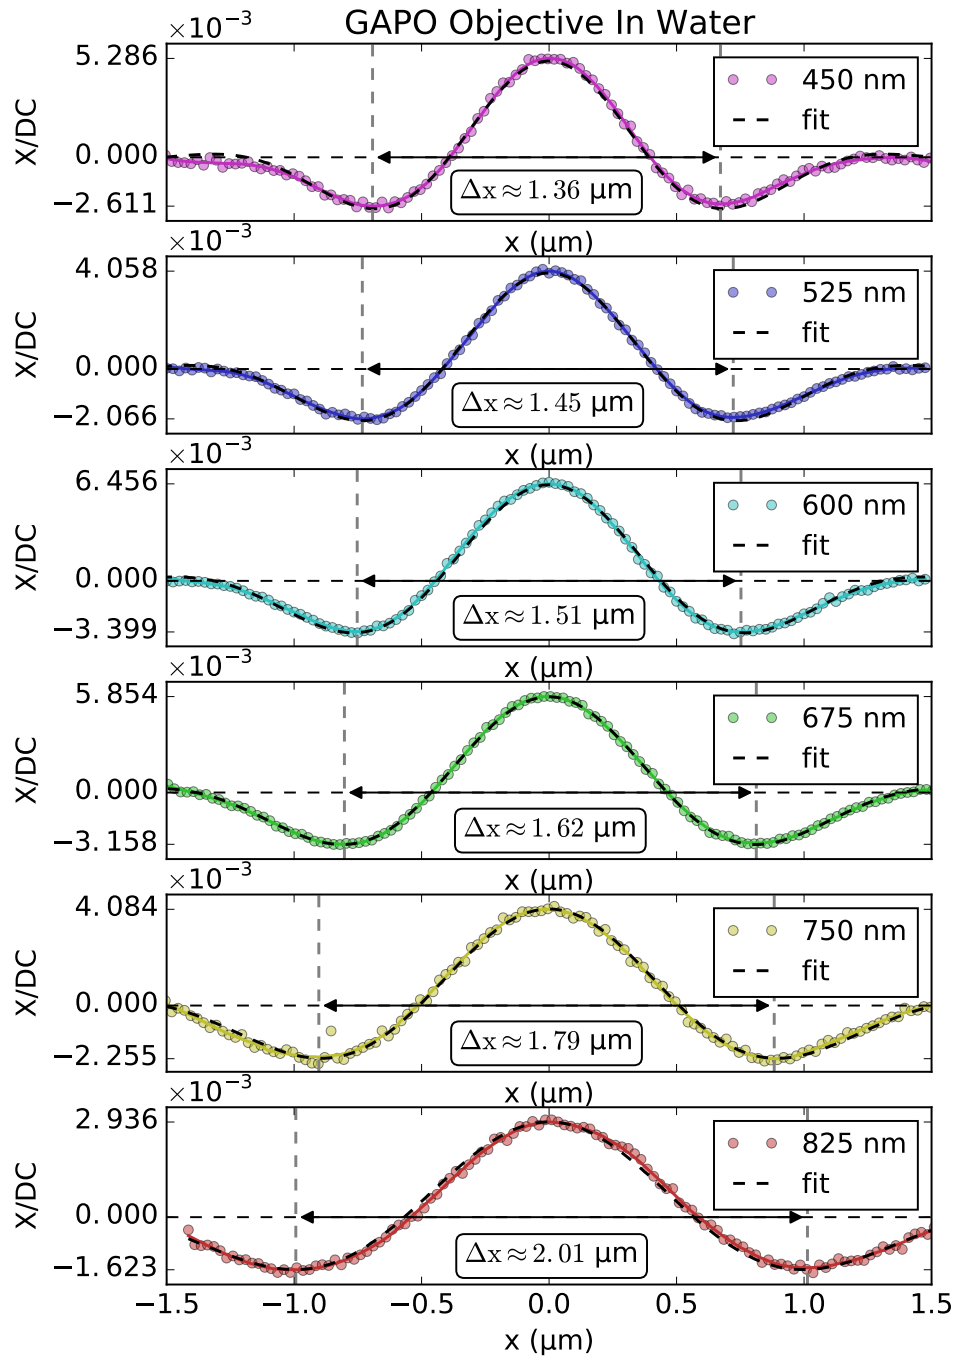 GAPO Objective In Water
×10⁻³
5.286
0.000
−2.611
X/DC
450 nm
fit
Δx≈1.36 µm
x (µm)
×10⁻³
4.058
0.000
−2.066
X/DC
525 nm
fit
Δx≈1.45 µm
x (µm)
×10⁻³
6.456
0.000
−3.399
X/DC
600 nm
fit
Δx≈1.51 µm
x (µm)
×10⁻³
5.854
0.000
−3.158
X/DC
675 nm
fit
Δx≈1.62 µm
x (µm)
×10⁻³
4.084
0.000
−2.255
X/DC
750 nm
fit
Δx≈1.79 µm
x (µm)
×10⁻³
2.936
0.000
−1.623
X/DC
825 nm
fit
Δx≈2.01 µm
−1.5 −1.0 −0.5 0.0 0.5 1.0 1.5
x (µm)